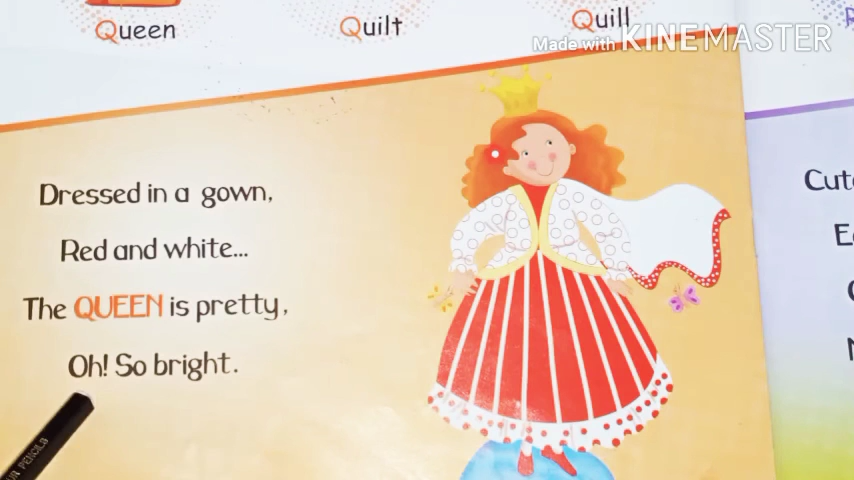 Queen
Quilt
Quill
Made with KINEMASTER
Dressed in a gown,
Red and white...
The QUEEN is pretty,
Oh! So bright.
PENCILS